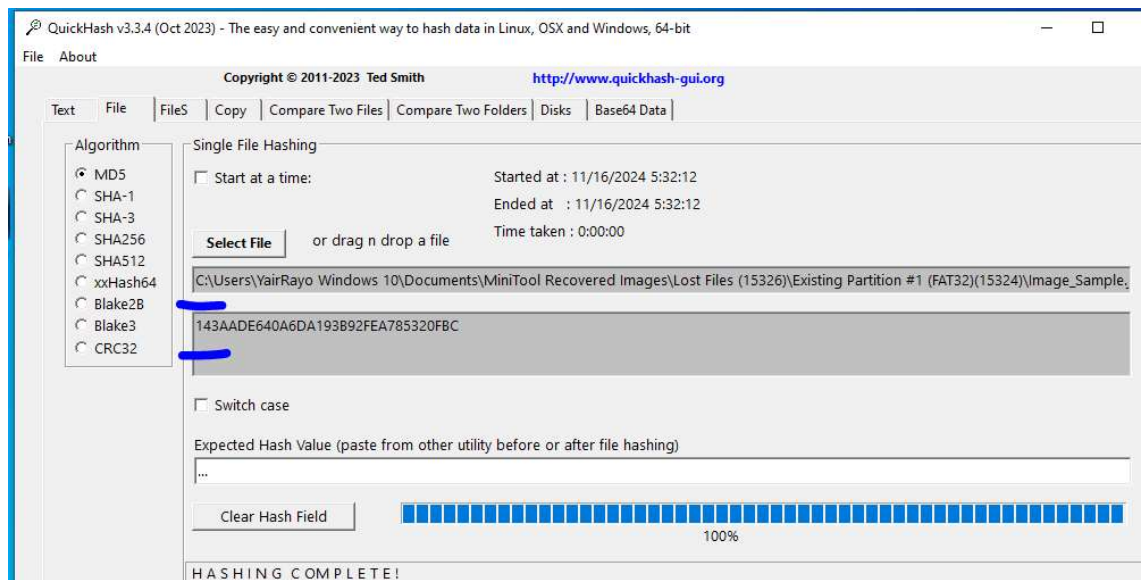 QuickHash v3.3.4 (Oct 2023) - The easy and convenient way to hash data in Linux, OSX and Windows, 64-bit
File About
Copyright © 2011-2023 Ted Smith http://www.quickhash-gui.org
Text File FileS Copy Compare Two Files Compare Two Folders Disks Base64 Data
Algorithm
MD5
SHA-1
SHA-3
SHA256
SHA512
xxHash64
Blake2B
Blake3
CRC32
Single File Hashing
Start at a time:
Started at : 11/16/2024 5:32:12
Ended at : 11/16/2024 5:32:12
Time taken : 0:00:00
Select File or drag n drop a file
C:\Users\YairRayo Windows 10\Documents\MiniTool Recovered Images\Lost Files (15326)\Existing Partition #1 (FAT32)(15324)\Image_Sample.
143AADE640A6DA193B92FEA785320FBC
Switch case
Expected Hash Value (paste from other utility before or after file hashing)
...
Clear Hash Field
100%
HASHING COMPLETE!